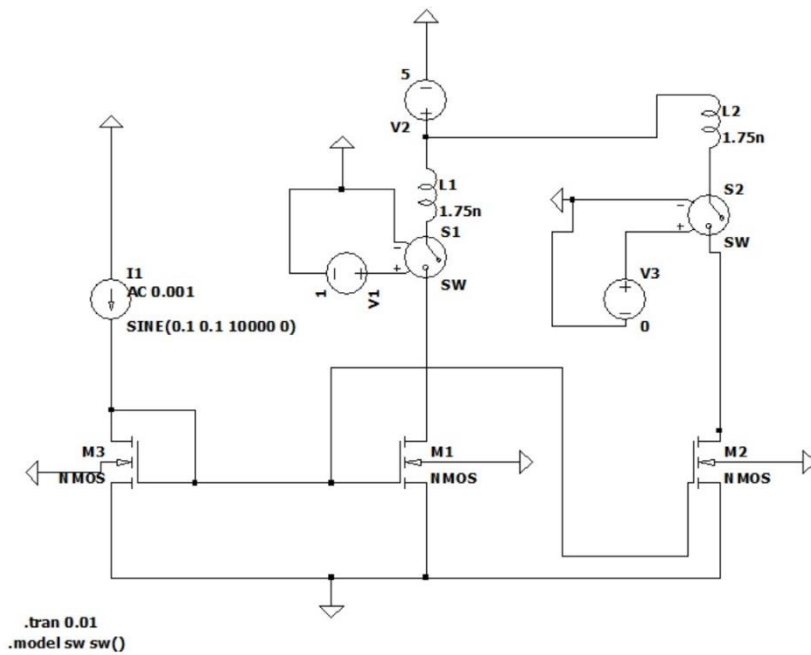 5
V2
L2
1.75n
L1
1.75n
S1
SW
1
V1
S2
SW
V3
0
I1
AC 0.001
SINE(0.1 0.1 10000 0)
M3
NMOS
M1
NMOS
M2
NMOS
.tran 0.01
.model sw sw()